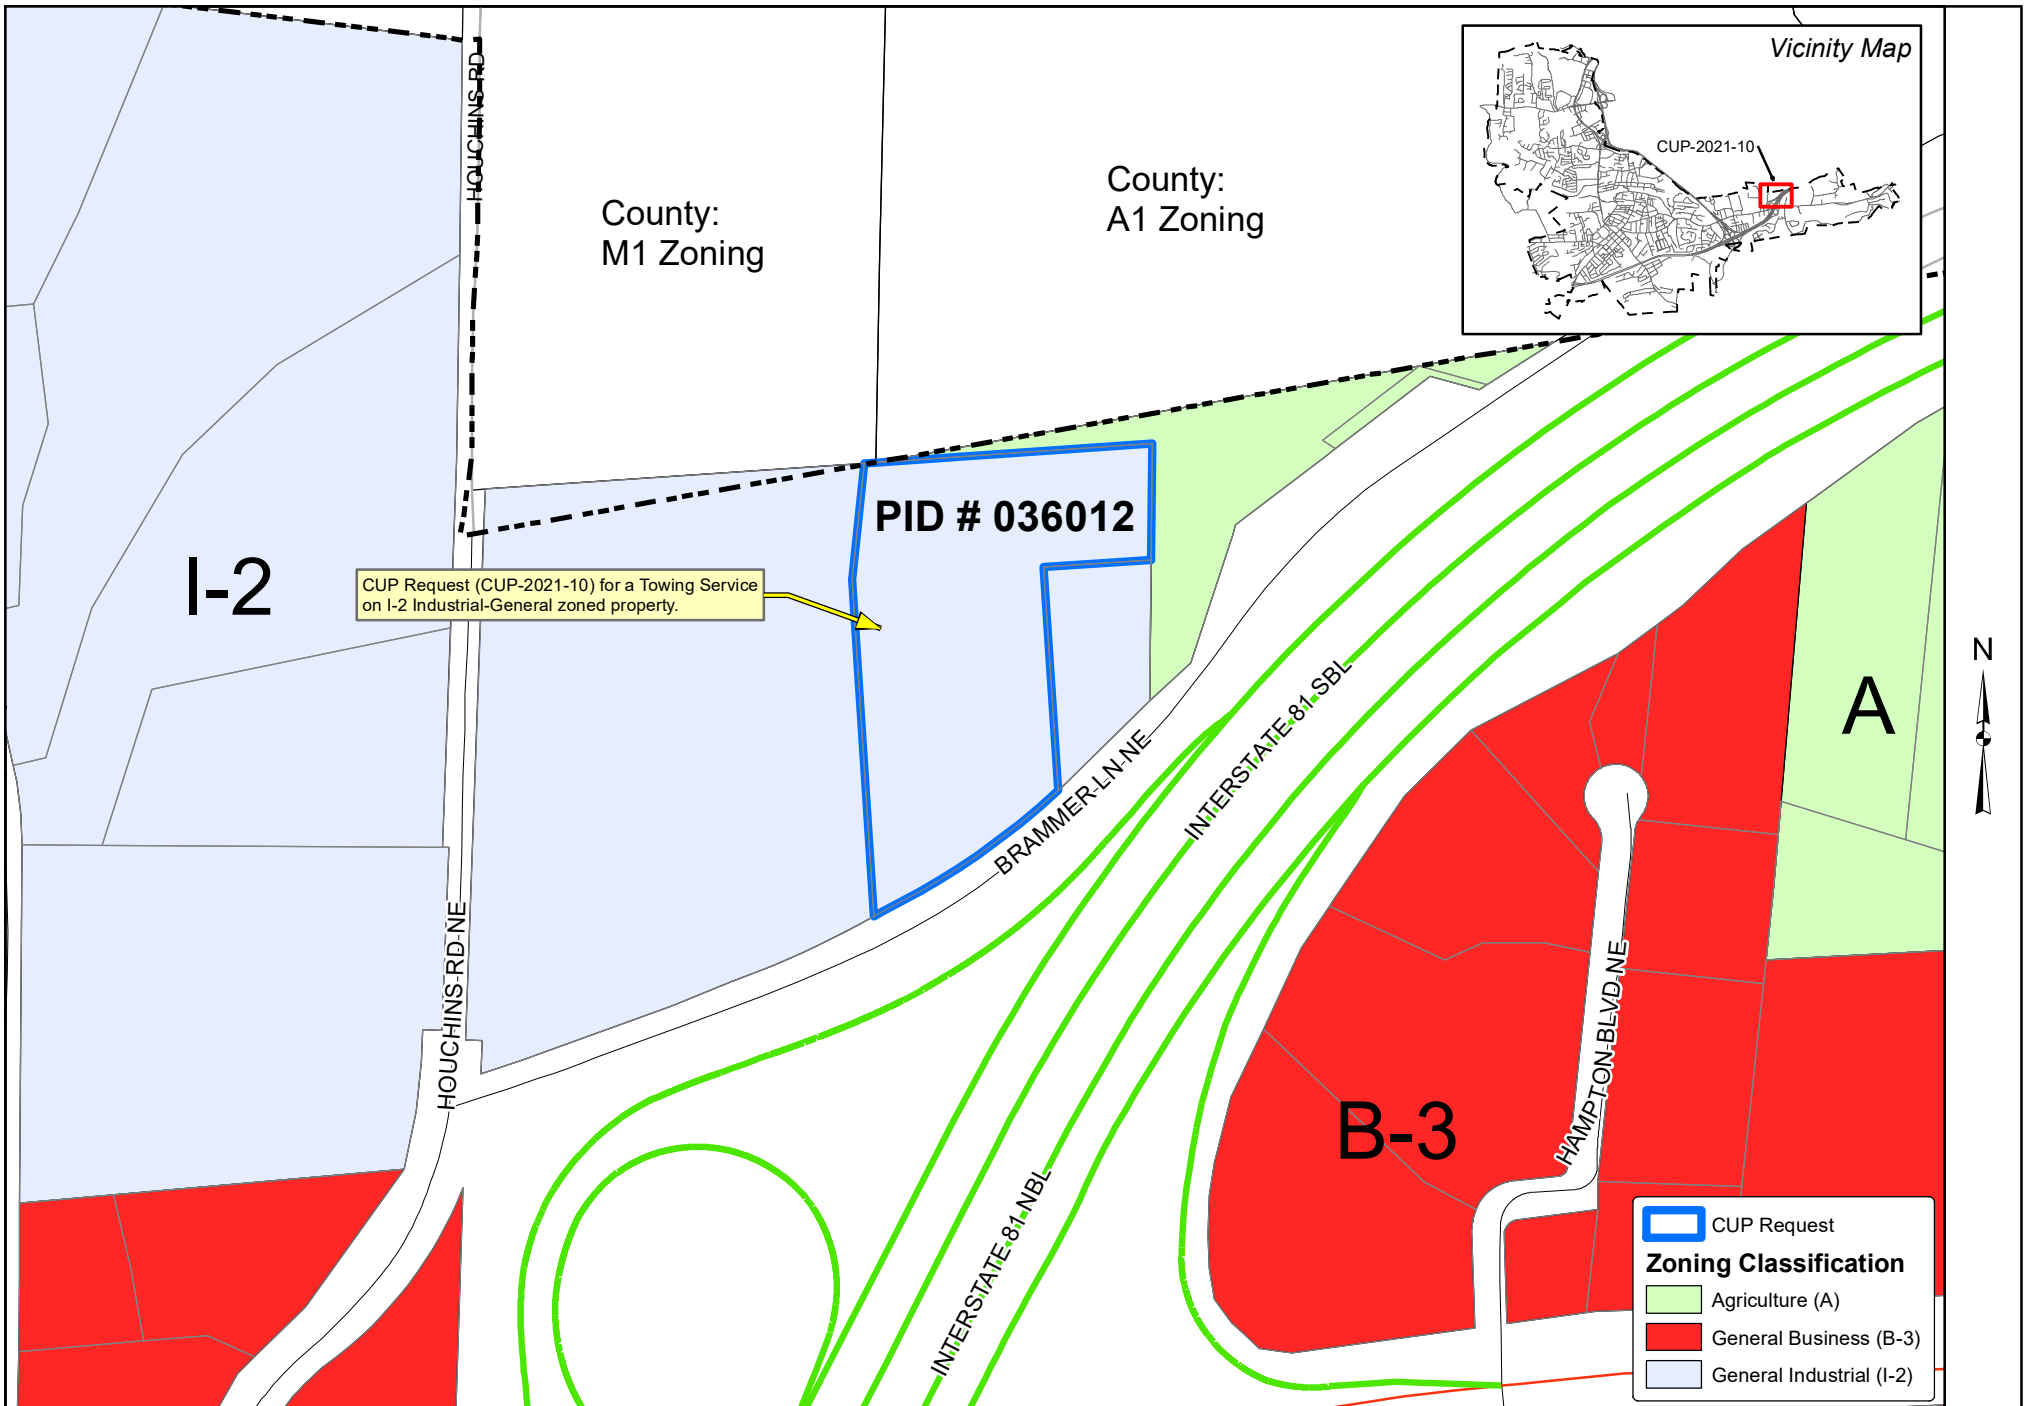 Vicinity Map
CUP-2021-10
HOUCHINS RD
County:
M1 Zoning
County:
A1 Zoning
PID # 036012
I-2
CUP Request (CUP-2021-10) for a Towing Service
on I-2 Industrial-General zoned property.
N
A
INTERSTATE 81 SBL
BRAMMER LN NE
HOUCHINS RD NE
HAMPTON BLVD NE
B-3
INTERSTATE 81 NBL
CUP Request
Zoning Classification
Agriculture (A)
General Business (B-3)
General Industrial (I-2)